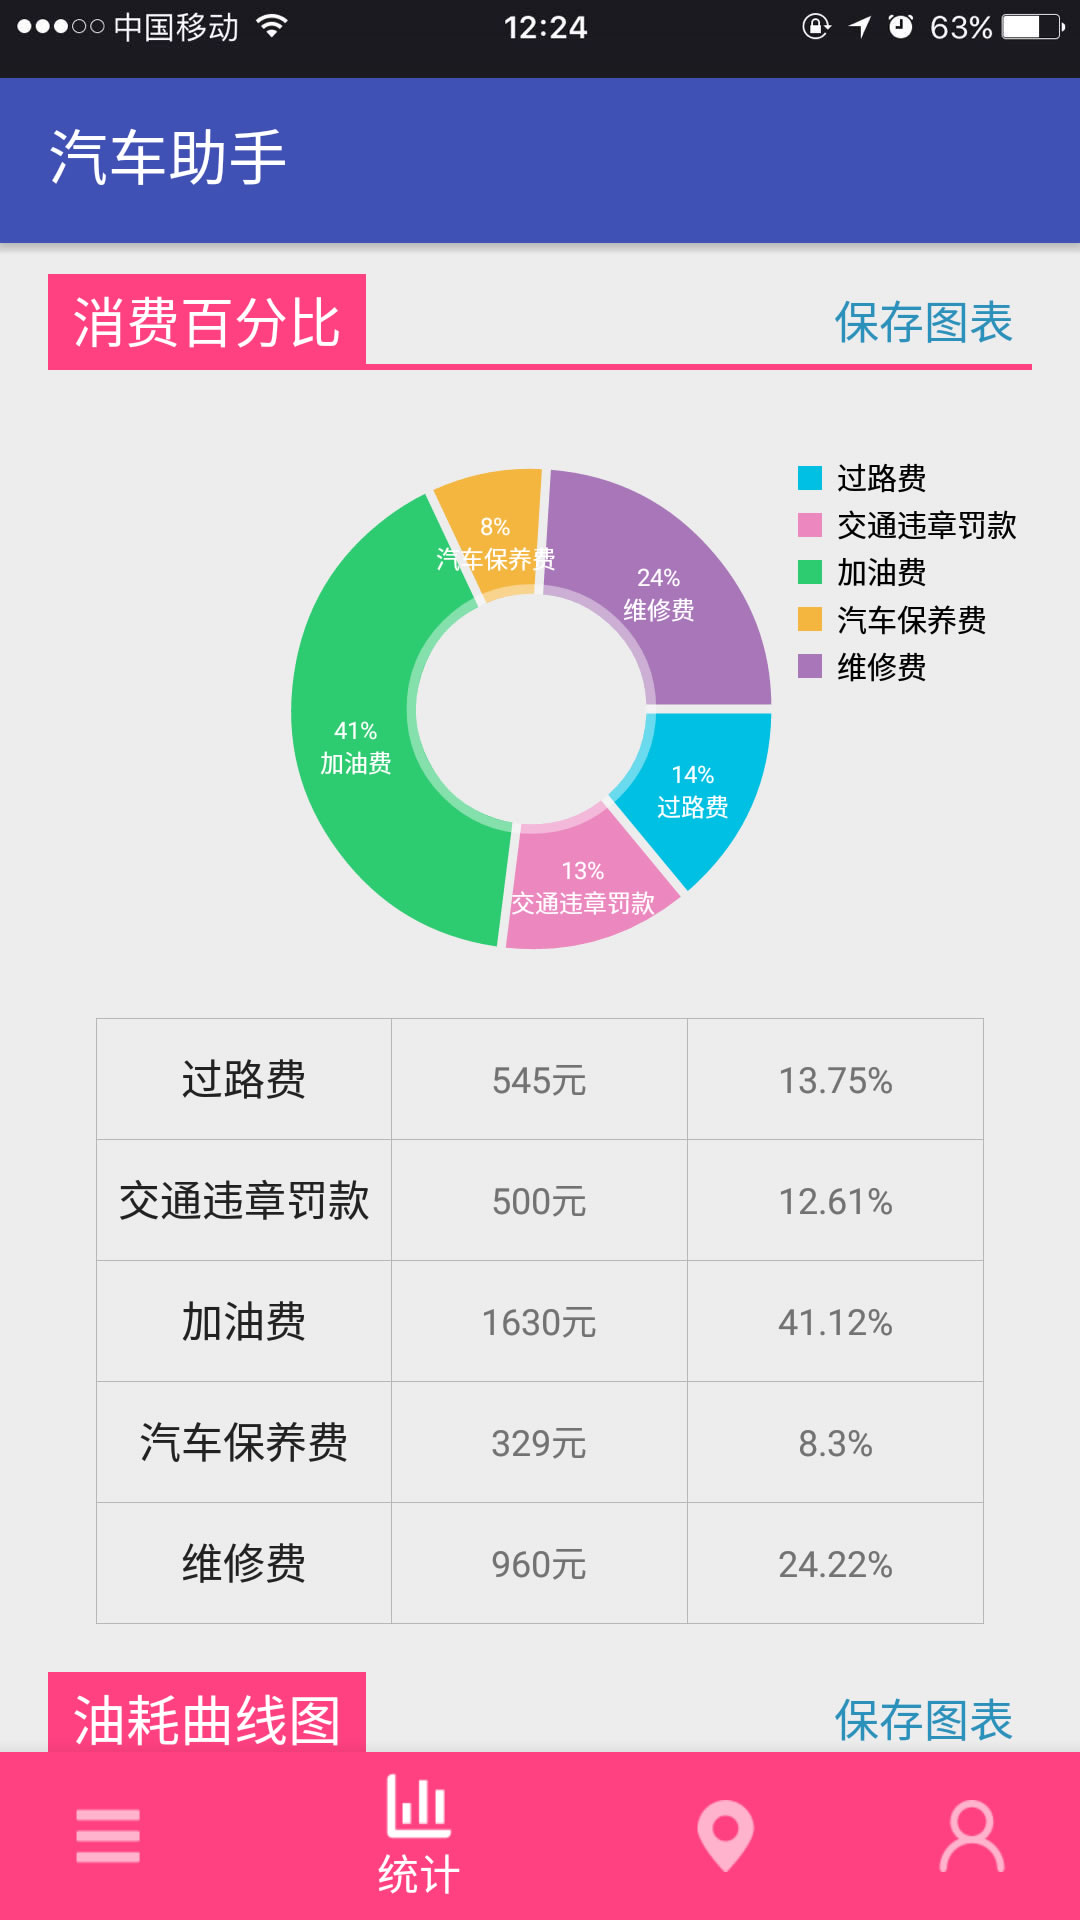 中国移动 12:24 63%
汽车助手
消费百分比 保存图表
过路费
交通违章罚款
加油费
汽车保养费
维修费
8%
汽车保养费
24%
维修费
41%
加油费
14%
过路费
13%
交通违章罚款
过路费 545元 13.75%
交通违章罚款 500元 12.61%
加油费 1630元 41.12%
汽车保养费 329元 8.3%
维修费 960元 24.22%
油耗曲线图 保存图表
统计